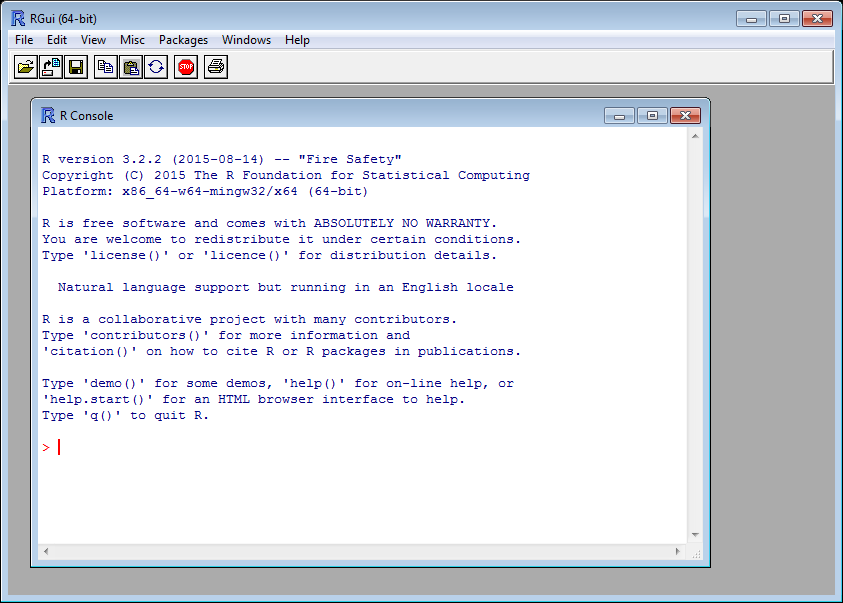 RGui (64-bit)
File Edit View Misc Packages Windows Help
STOP
R Console
R version 3.2.2 (2015-08-14) -- "Fire Safety"
Copyright (C) 2015 The R Foundation for Statistical Computing
Platform: x86_64-w64-mingw32/x64 (64-bit)
R is free software and comes with ABSOLUTELY NO WARRANTY.
You are welcome to redistribute it under certain conditions.
Type 'license()' or 'licence()' for distribution details.
Natural language support but running in an English locale
R is a collaborative project with many contributors.
Type 'contributors()' for more information and
'citation()' on how to cite R or R packages in publications.
Type 'demo()' for some demos, 'help()' for on-line help, or
'help.start()' for an HTML browser interface to help.
Type 'q()' to quit R.
>